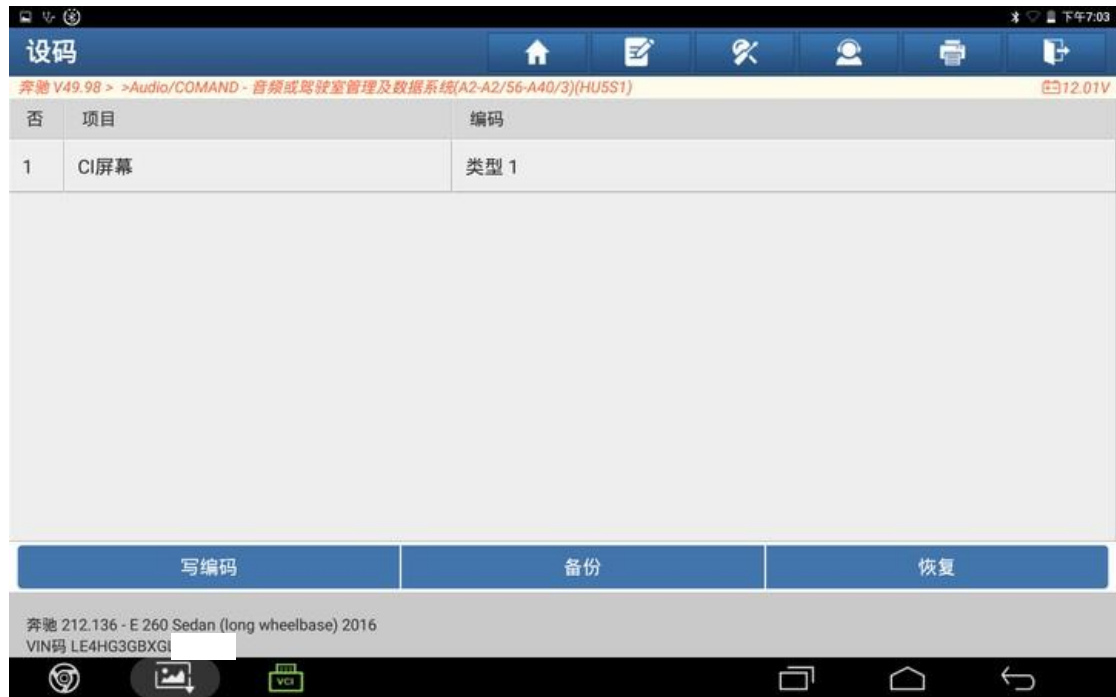 下午7:03
设码
奔驰 V49.98 > >Audio/COMAND - 音频或驾驶室管理及数据系统(A2-A2/56-A40/3)(HU5S1) 12.01V
否 项目 编码
1 CI屏幕 类型 1
写编码 备份 恢复
奔驰 212.136 - E 260 Sedan (long wheelbase) 2016
VIN码 LE4HG3GBXGL
VCI